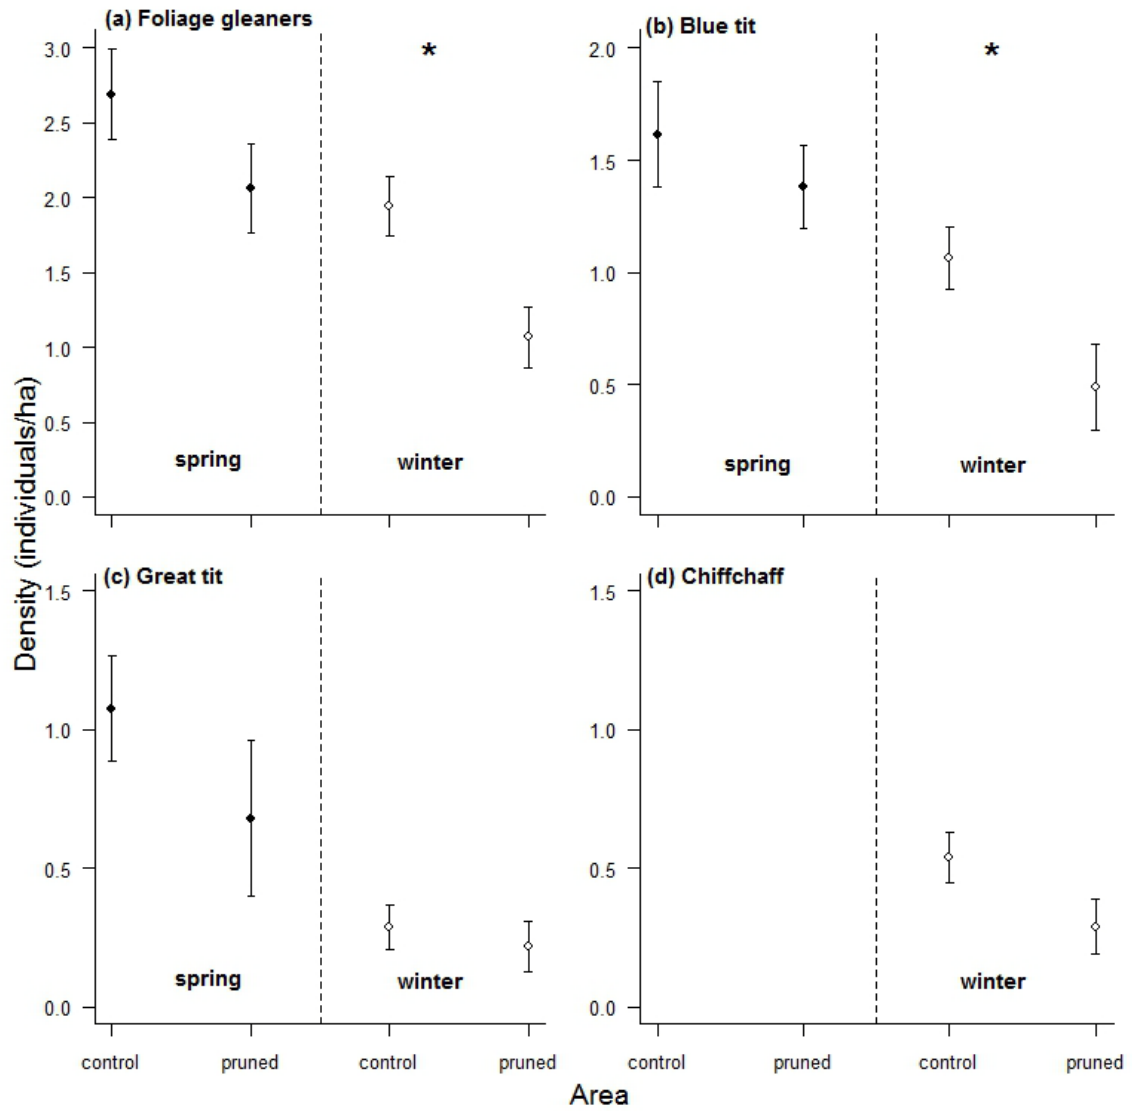 (a) Foliage gleaners
*
3.0
2.5
2.0
1.5
1.0
0.5
0.0
spring
winter
(b) Blue tit
*
2.0
1.5
1.0
0.5
0.0
spring
winter
Density (individuals/ha)
(c) Great tit
1.5
1.0
0.5
0.0
spring
winter
control pruned control pruned
(d) Chiffchaff
1.5
1.0
0.5
0.0
winter
control pruned control pruned
Area